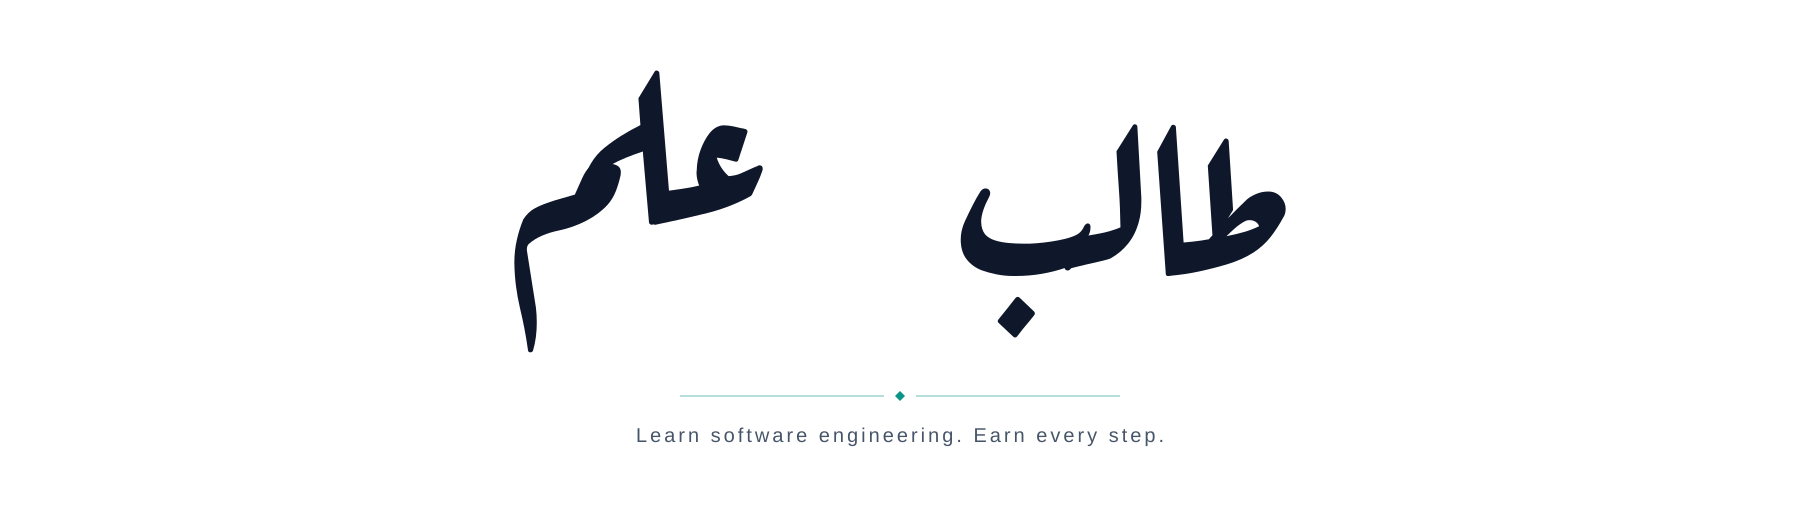 طالب علم
Learn software engineering. Earn every step.